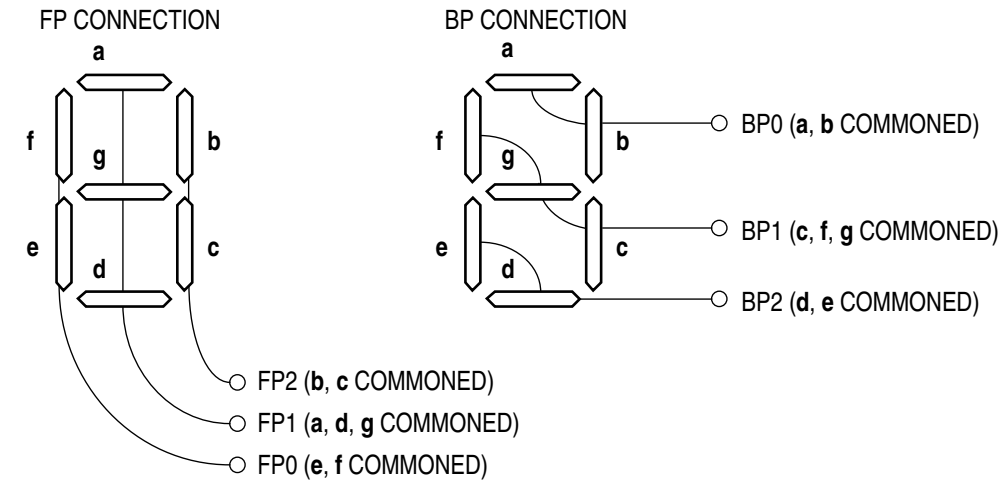 FP CONNECTION
a
f
b
g
e
c
d
FP2 (b, c COMMONED)
FP1 (a, d, g COMMONED)
FP0 (e, f COMMONED)
BP CONNECTION
a
f
b
g
e
c
d
BP0 (a, b COMMONED)
BP1 (c, f, g COMMONED)
BP2 (d, e COMMONED)